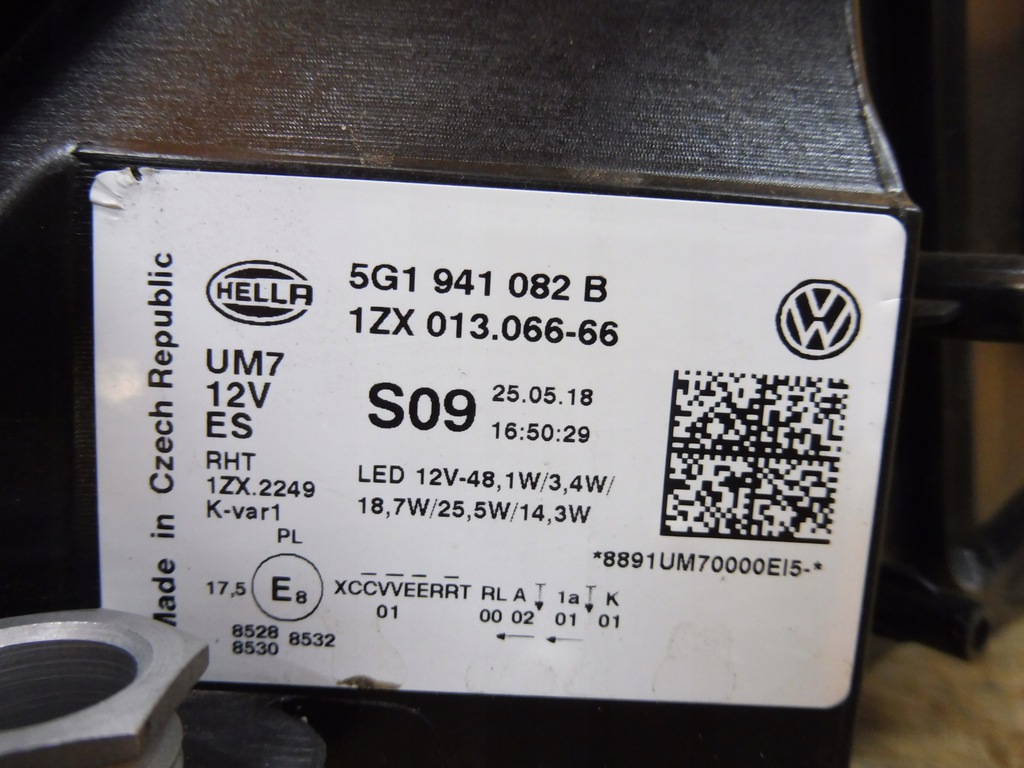 Made in Czech Republic
HELLA
5G1 941 082 B
1ZX 013.066-66
UM7
12V
ES
S09
25.05.18
16:50:29
RHT
1ZX.2249
K-var1
LED 12V-48,1W/3,4W/
18,7W/25,5W/14,3W
*8891UM70000EI5-*
PL
17,5 E8 XCCVVEERRT RL A 1a K
01 00 02 01 01
8528 8532
8530